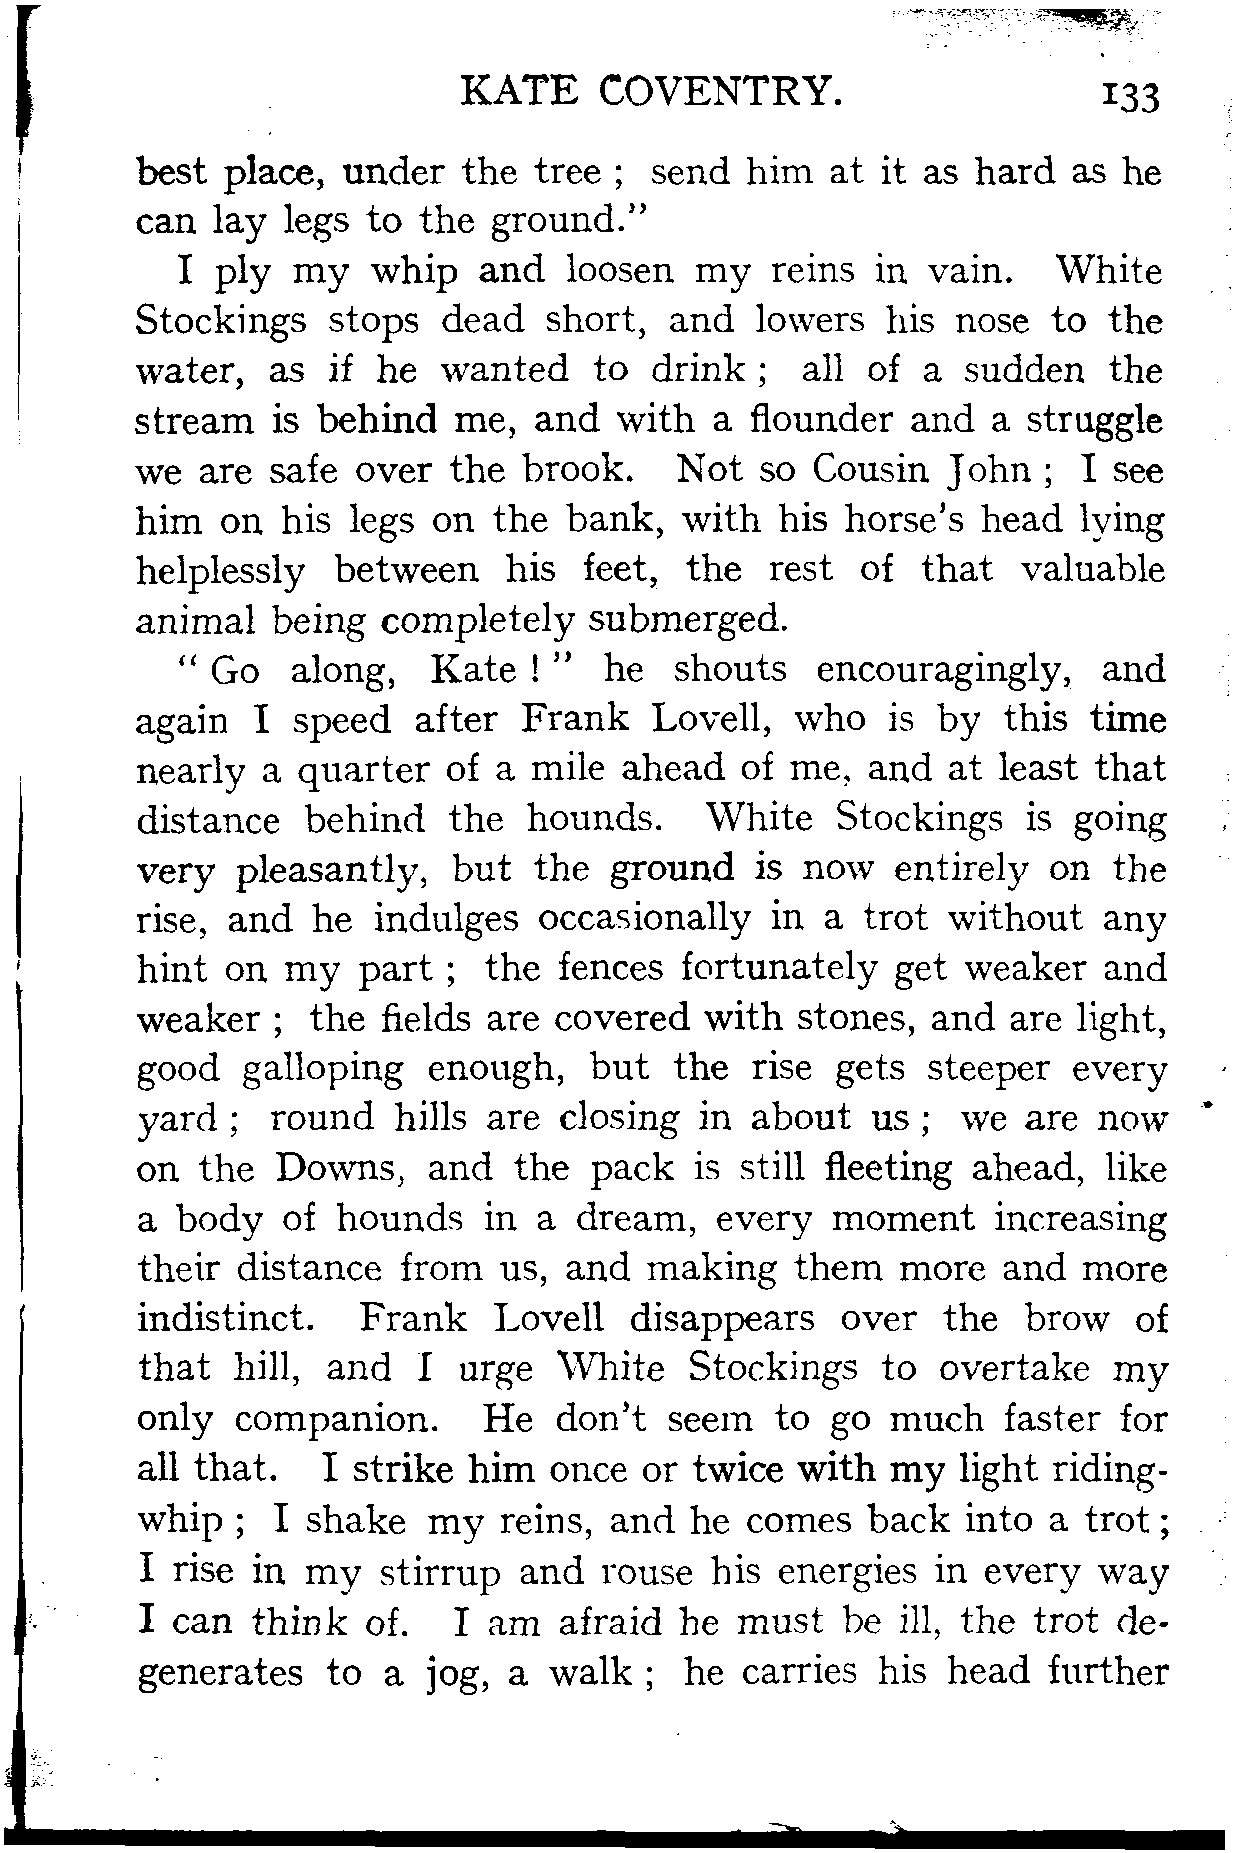 KATE COVENTRY. 133
best place, under the tree ; send him at it as hard as he
can lay legs to the ground."
I ply my whip and loosen my reins in vain. White
Stockings stops dead short, and lowers his nose to the
water, as if he wanted to drink ; all of a sudden the
stream is behind me, and with a flounder and a struggle
we are safe over the brook. Not so Cousin John ; I see
him on his legs on the bank, with his horse's head lying
helplessly between his feet, the rest of that valuable
animal being completely submerged.
" Go along, Kate ! " he shouts encouragingly, and
again I speed after Frank Lovell, who is by this time
nearly a quarter of a mile ahead of me, and at least that
distance behind the hounds. White Stockings is going
very pleasantly, but the ground is now entirely on the
rise, and he indulges occasionally in a trot without any
hint on my part ; the fences fortunately get weaker and
weaker ; the fields are covered with stones, and are light,
good galloping enough, but the rise gets steeper every
yard ; round hills are closing in about us ; we are now
on the Downs, and the pack is still fleeting ahead, like
a body of hounds in a dream, every moment increasing
their distance from us, and making them more and more
indistinct. Frank Lovell disappears over the brow of
that hill, and I urge White Stockings to overtake my
only companion. He don't seem to go much faster for
all that. I strike him once or twice with my light riding-
whip ; I shake my reins, and he comes back into a trot ;
I rise in my stirrup and rouse his energies in every way
I can think of. I am afraid he must be ill, the trot de-
generates to a jog, a walk ; he carries his head further